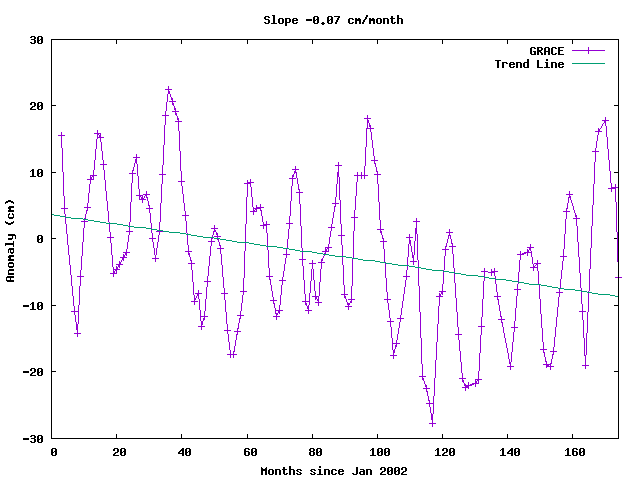 Slope -0.07 cm/month
GRACE
Trend Line
Anomaly (cm)
30
20
10
0
-10
-20
-30
0 20 40 60 80 100 120 140 160
Months since Jan 2002